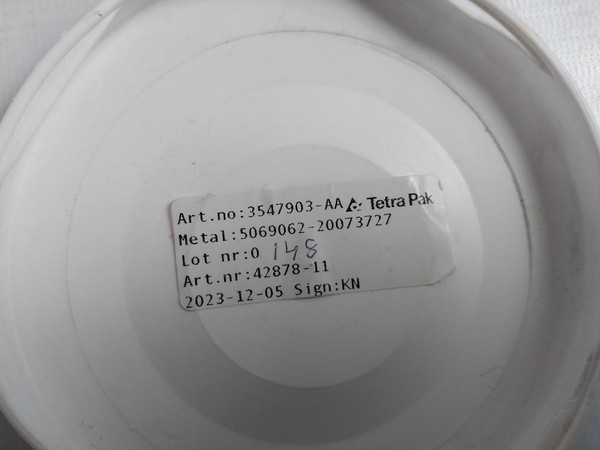 Art.no:3547903-AA Tetra Pak
Metal:5069062-20073727
Lot nr:0 148
Art.nr:42878-11
2023-12-05 Sign:KN